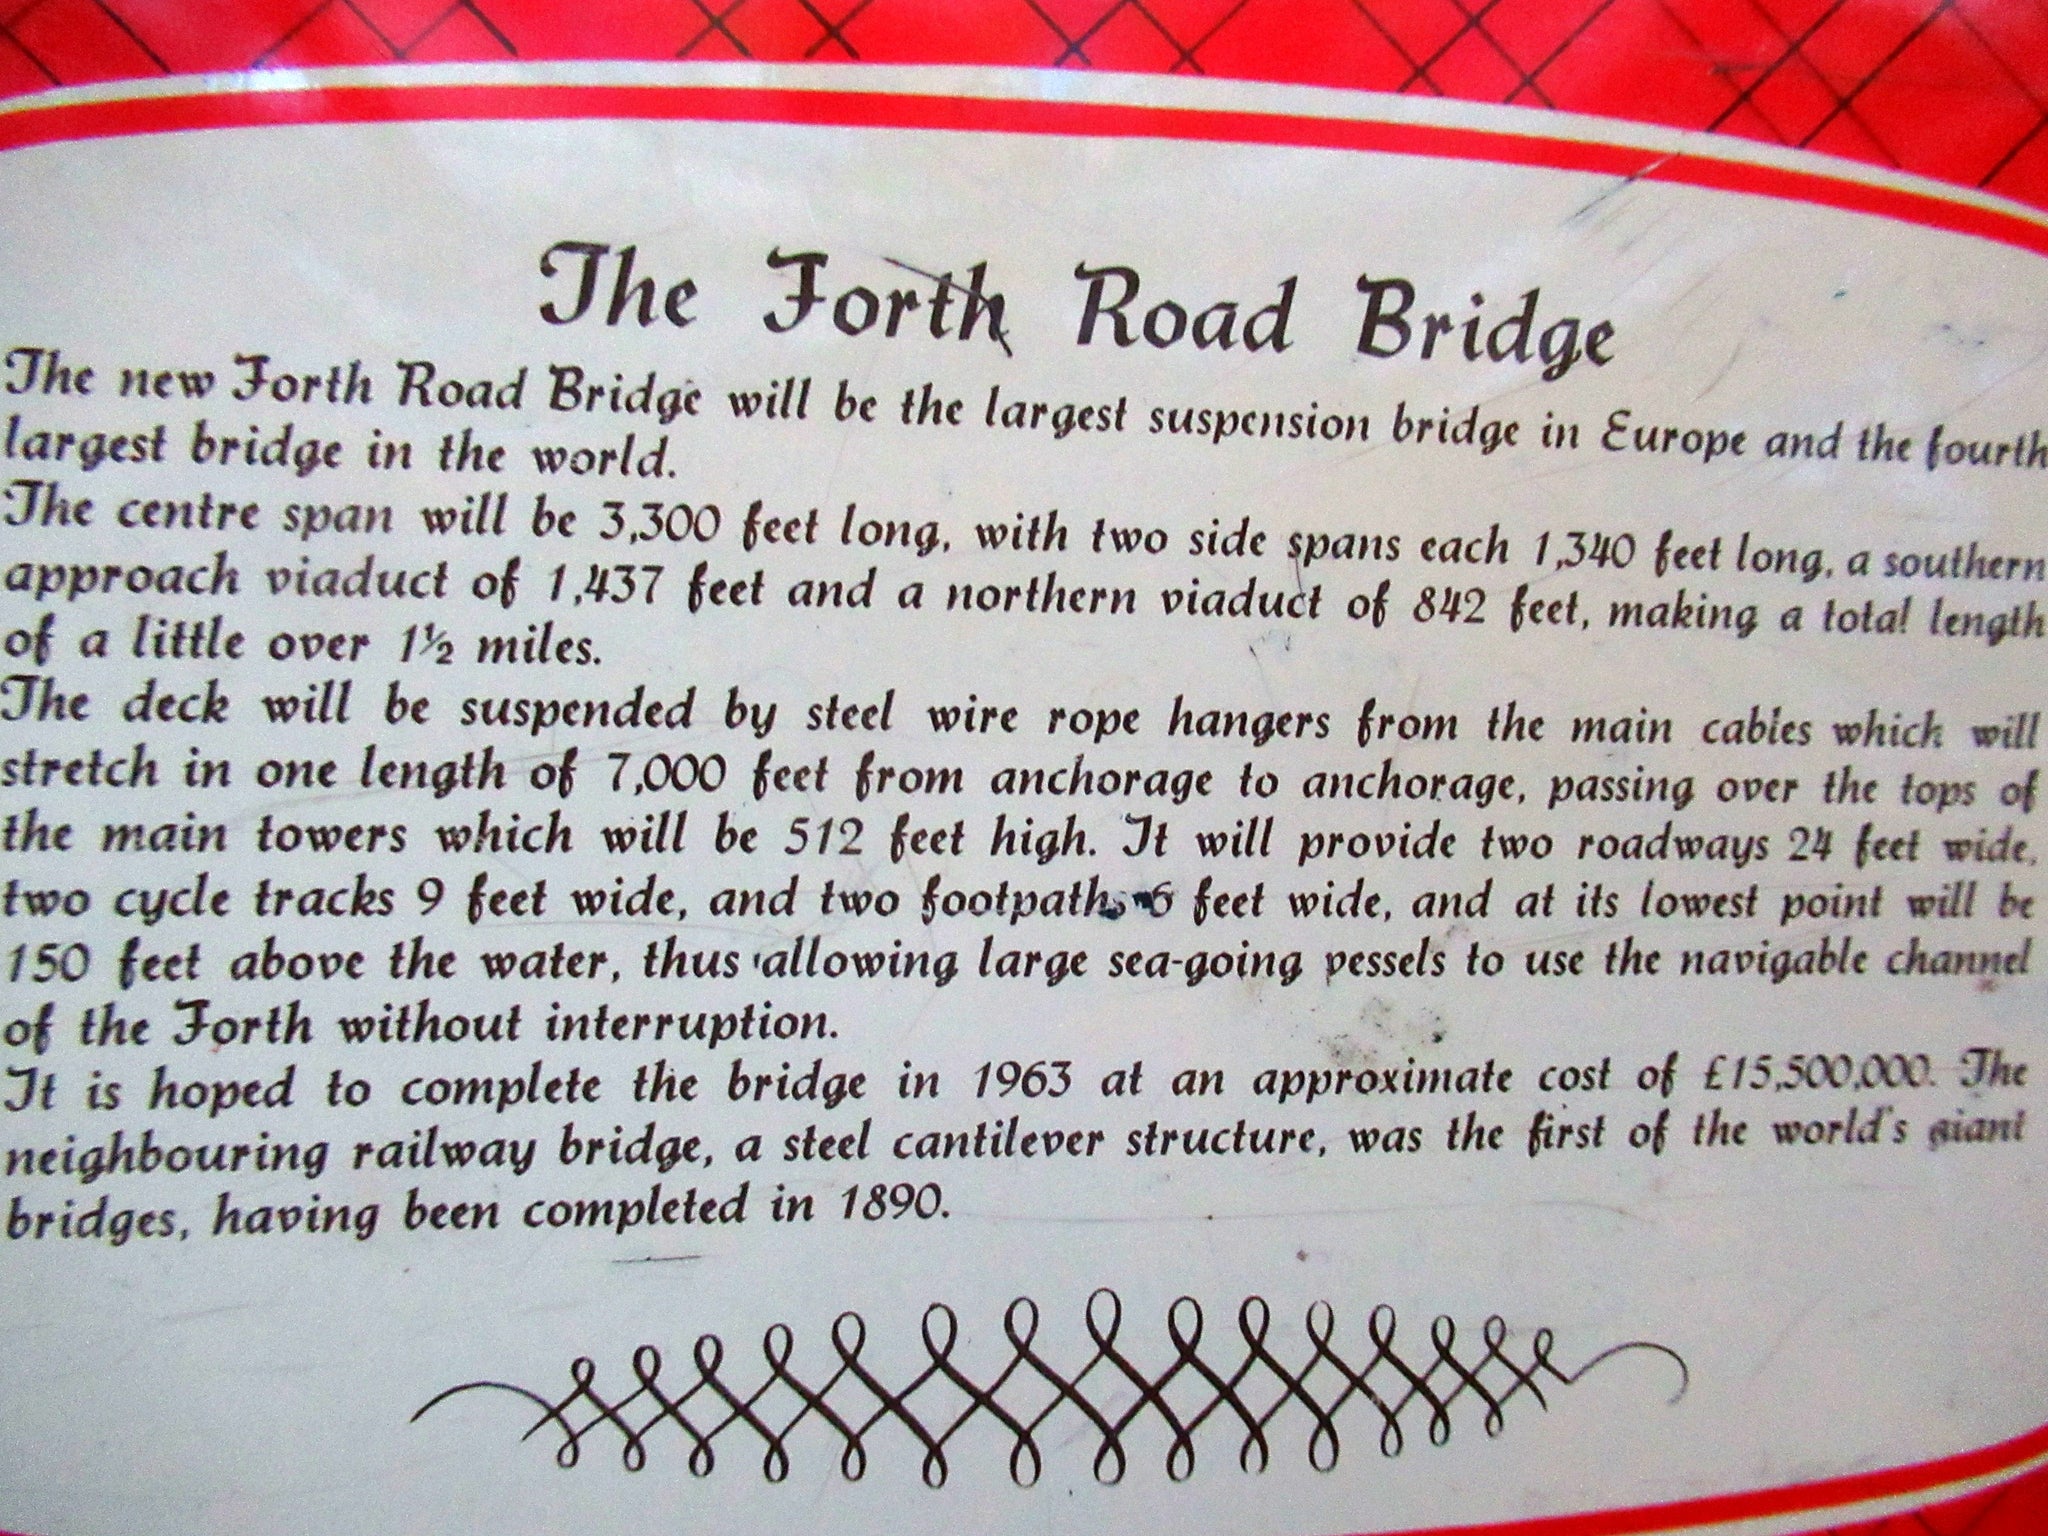 The Forth Road Bridge
The new Forth Road Bridge will be the largest suspension bridge in Europe and the fourth
largest bridge in the world.
The centre span will be 3,300 feet long, with two side spans each 1,340 feet long, a southern
approach viaduct of 1,437 feet and a northern viaduct of 842 feet, making a total length
of a little over 1½ miles.
The deck will be suspended by steel wire rope hangers from the main cables which will
stretch in one length of 7,000 feet from anchorage to anchorage, passing over the tops of
the main towers which will be 512 feet high. It will provide two roadways 24 feet wide,
two cycle tracks 9 feet wide, and two footpaths 6 feet wide, and at its lowest point will be
150 feet above the water, thus allowing large sea-going vessels to use the navigable channel
of the Forth without interruption.
It is hoped to complete the bridge in 1963 at an approximate cost of £15,500,000. The
neighbouring railway bridge, a steel cantilever structure, was the first of the world's giant
bridges, having been completed in 1890.